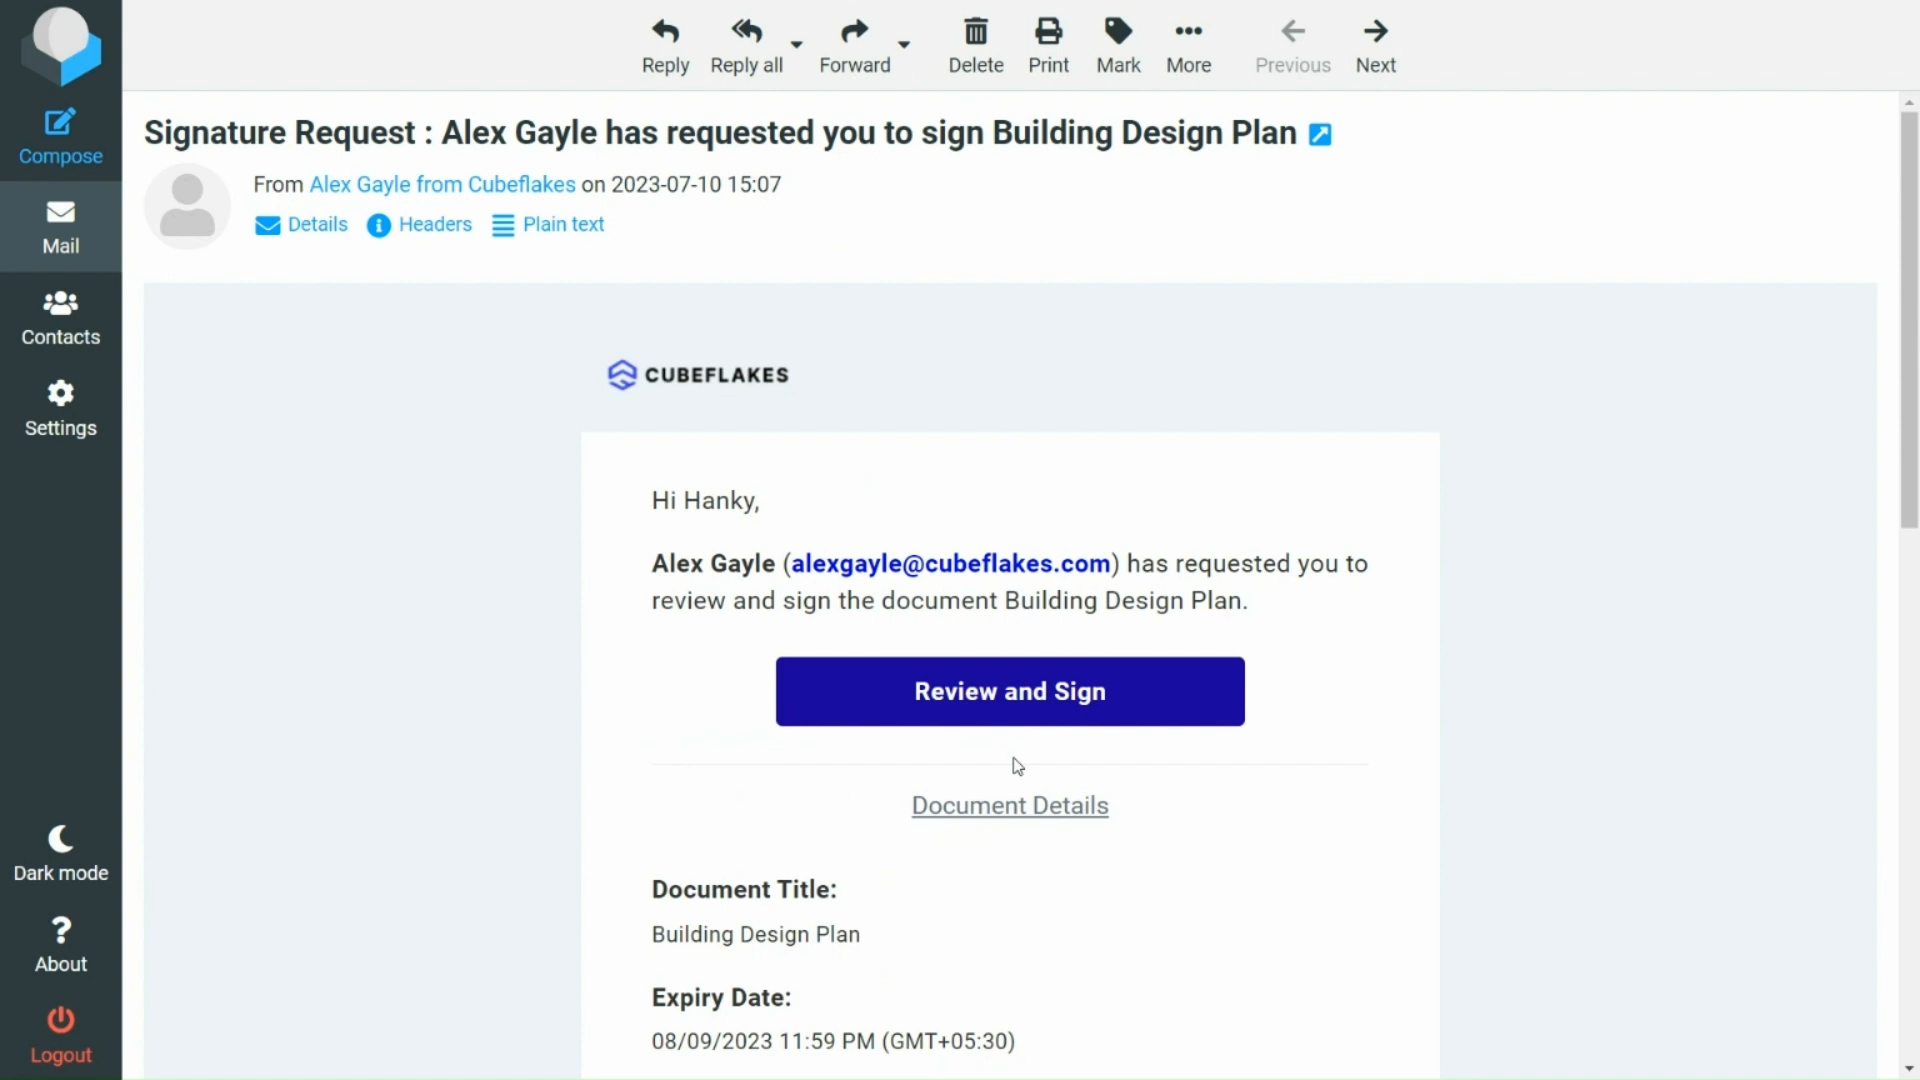 Reply
Reply all
Forward
Delete
Print
Mark
More
Previous
Next
Compose
Mail
Contacts
Settings
Dark mode
About
Logout
Signature Request : Alex Gayle has requested you to sign Building Design Plan
From Alex Gayle from Cubeflakes on 2023-07-10 15:07
Details Headers Plain text
CUBEFLAKES
Hi Hanky,
Alex Gayle (alexgayle@cubeflakes.com) has requested you to
review and sign the document Building Design Plan.
Review and Sign
Document Details
Document Title:
Building Design Plan
Expiry Date:
08/09/2023 11:59 PM (GMT+05:30)